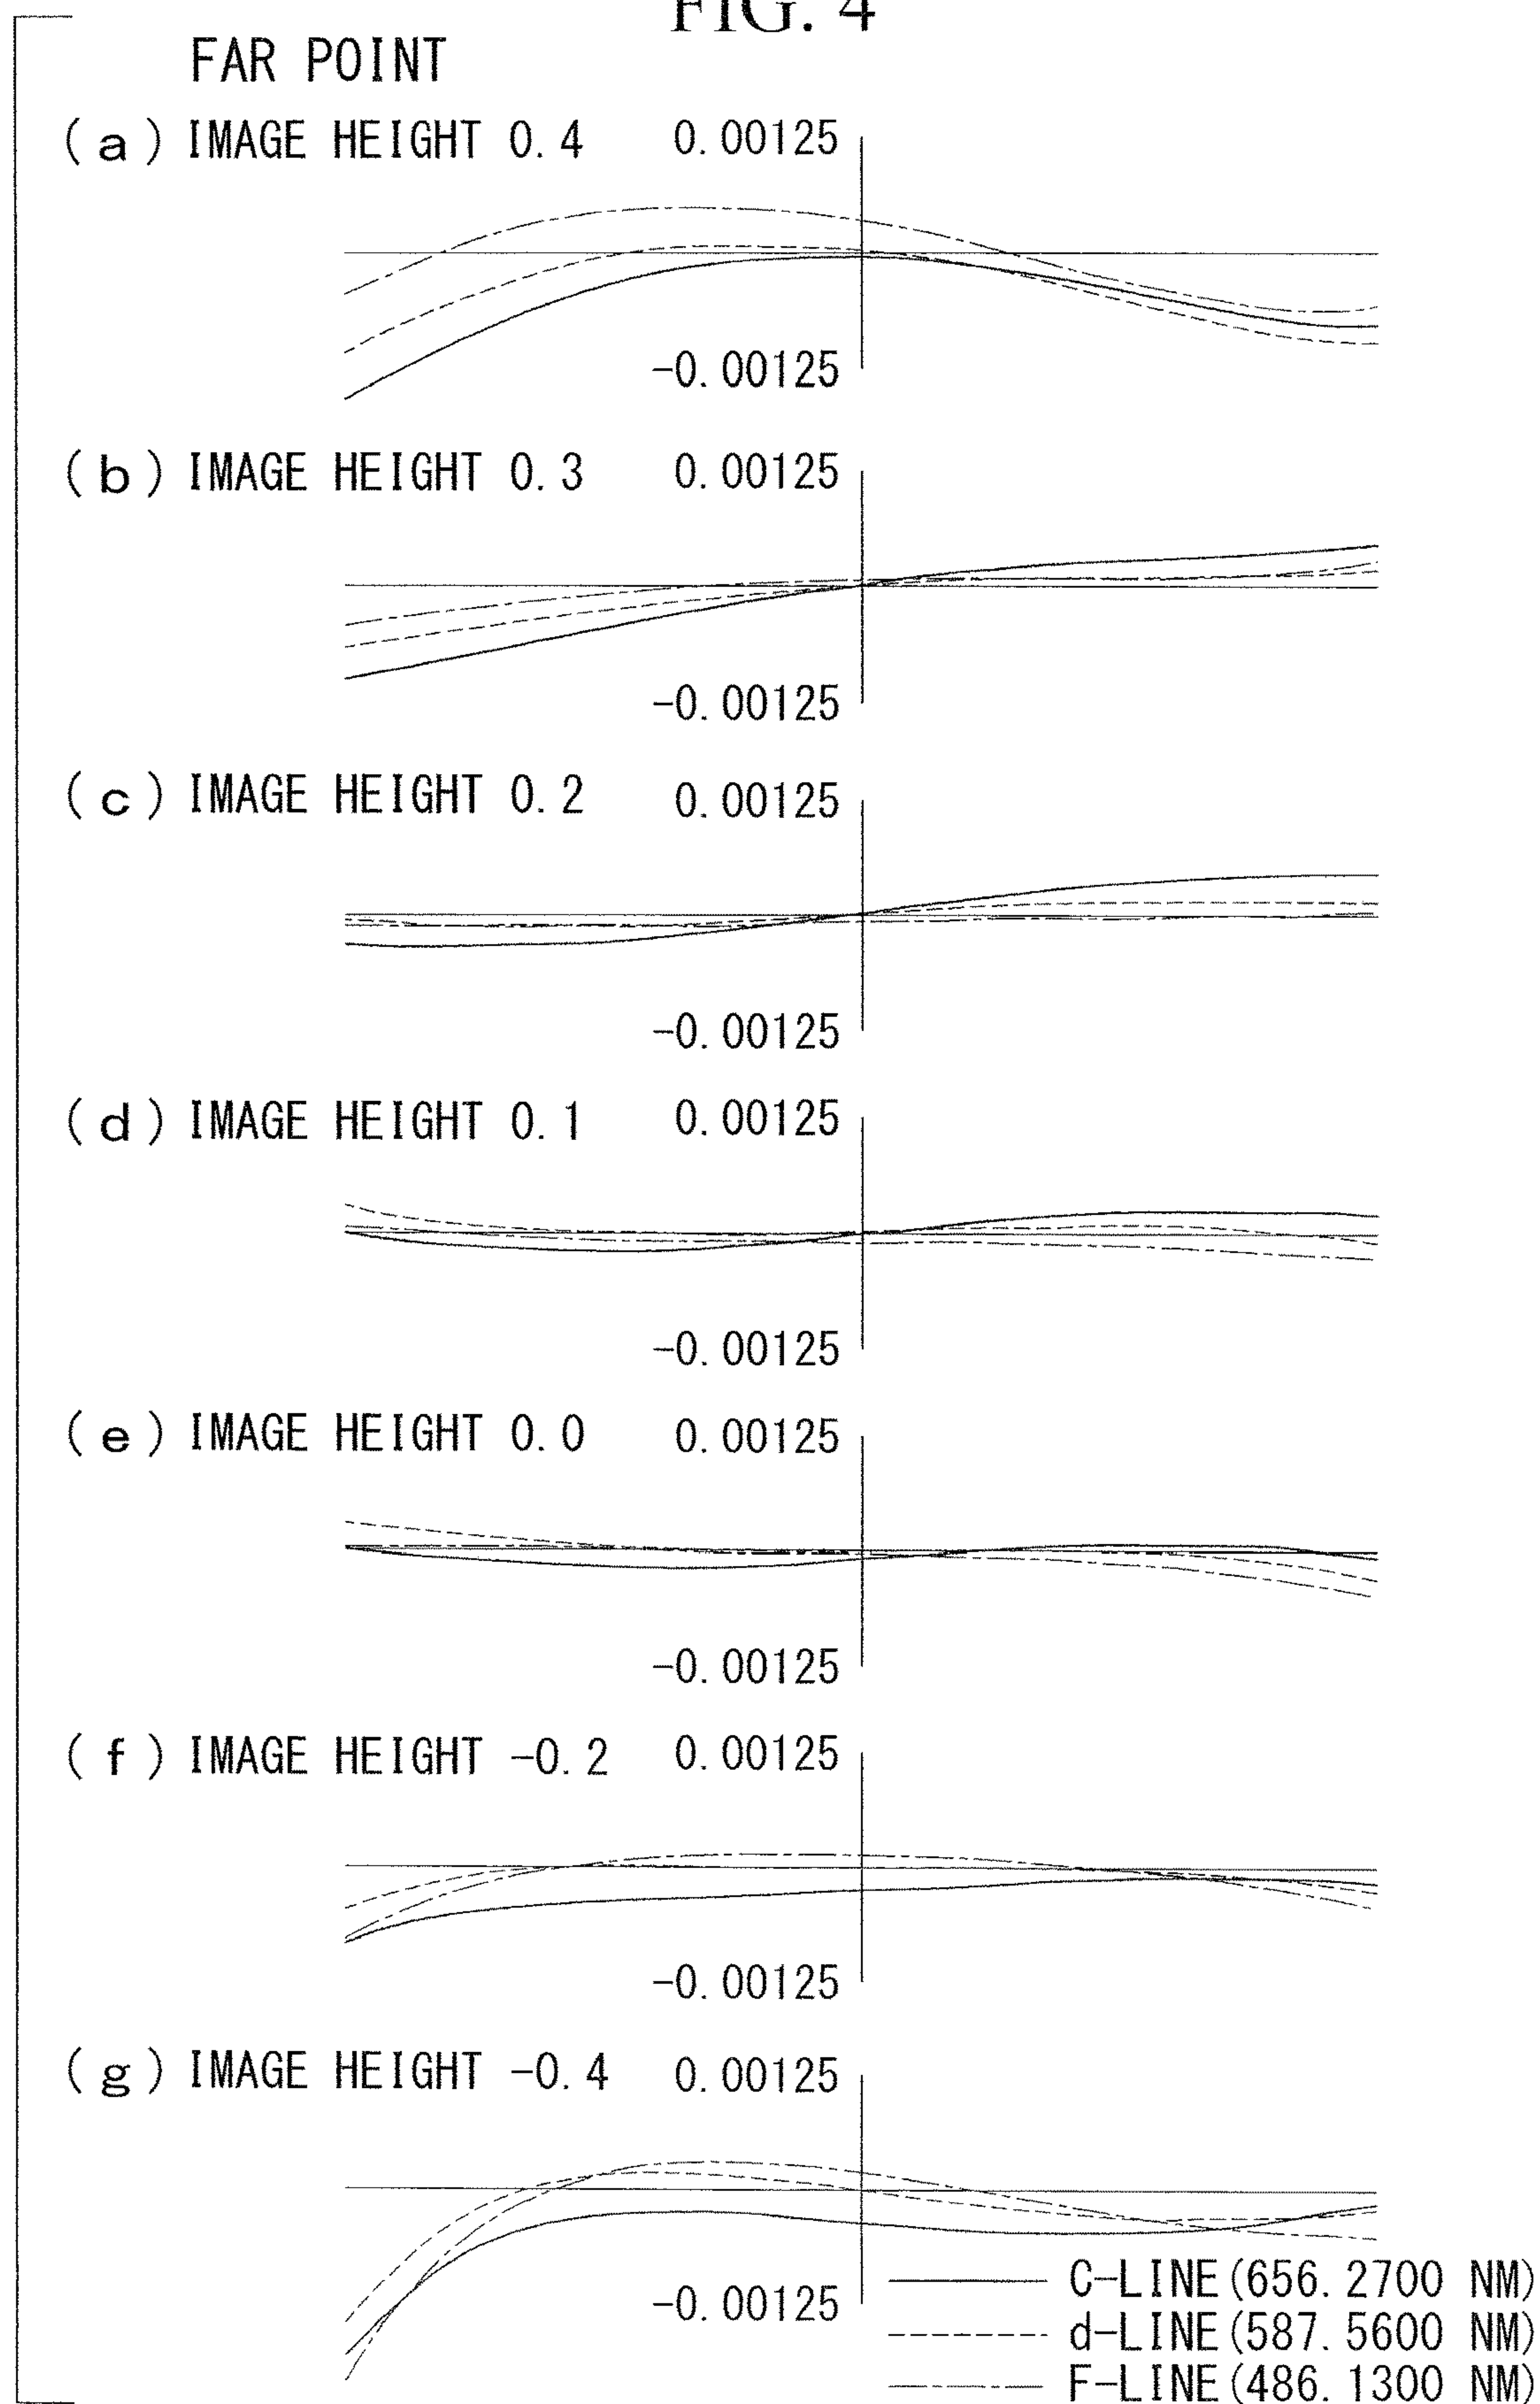 FIG. 4
FAR POINT
(a) IMAGE HEIGHT 0.4 0.00125
-0.00125
(b) IMAGE HEIGHT 0.3 0.00125
-0.00125
(c) IMAGE HEIGHT 0.2 0.00125
-0.00125
(d) IMAGE HEIGHT 0.1 0.00125
-0.00125
(e) IMAGE HEIGHT 0.0 0.00125
-0.00125
(f) IMAGE HEIGHT -0.2 0.00125
-0.00125
(g) IMAGE HEIGHT -0.4 0.00125
-0.00125
C-LINE(656.2700 NM)
d-LINE(587.5600 NM)
F-LINE(486.1300 NM)